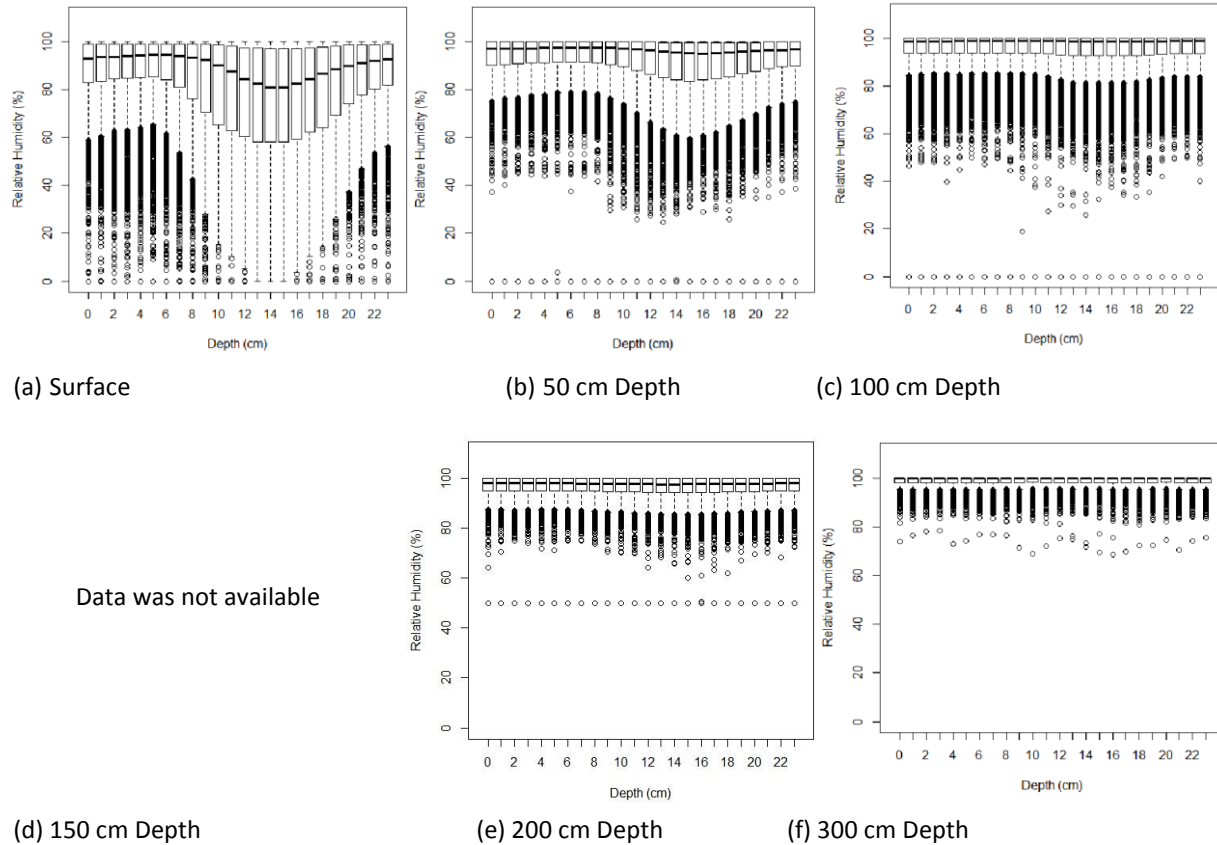 Relative Humidity (%)
100
80
60
40
20
0
0 2 4 6 8 10 12 14 16 18 20 22
Depth (cm)
(a) Surface
Relative Humidity (%)
100
80
60
40
20
0
0 2 4 6 8 10 12 14 16 18 20 22
Depth (cm)
(b) 50 cm Depth
Relative Humidity (%)
100
80
60
40
20
0
0 2 4 6 8 10 12 14 16 18 20 22
Depth (cm)
(c) 100 cm Depth
Data was not available
(d) 150 cm Depth
Relative Humidity (%)
100
80
60
40
20
0
0 2 4 6 8 10 12 14 16 18 20 22
Depth (cm)
(e) 200 cm Depth
Relative Humidity (%)
100
80
60
40
20
0
0 2 4 6 8 10 12 14 16 18 20 22
Depth (cm)
(f) 300 cm Depth